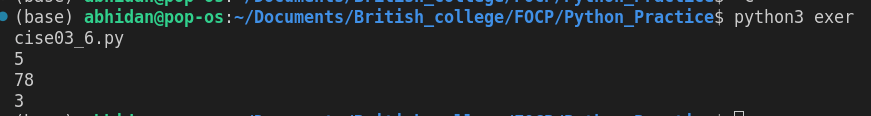 (base) abhidan@pop-os:~/Documents/British_college/FOCP/Python_Practice$ python3 exer
cise03_6.py
5
78
3